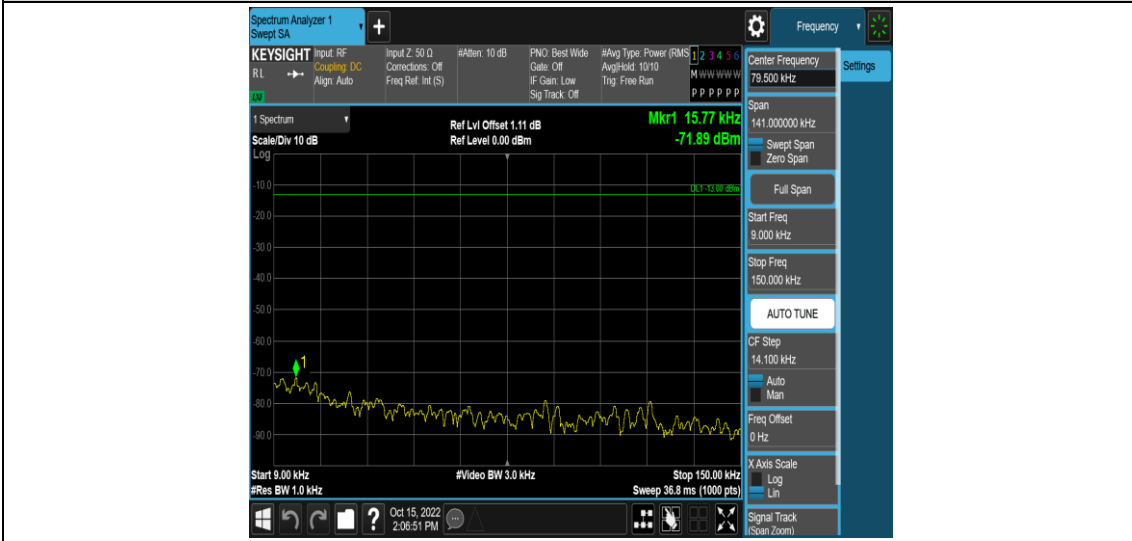 Spectrum Analyzer 1
Swept SA
+
Frequency
KEYSIGHT
RL
Input: RF
Coupling: DC
Align: Auto
Input Z: 50 Ω
Corrections: Off
Freq Ref: Int (S)
#Atten: 10 dB
PNO: Best Wide
Gate: Off
IF Gain: Low
Sig Track: Off
#Avg Type: Power (RMS
Avg|Hold: 10/10
Trig: Free Run
1 2 3 4 5 6
M W W W W W
P P P P P P
1 Spectrum
Scale/Div 10 dB
Ref Lvl Offset 1.11 dB
Ref Level 0.00 dBm
Mkr1 15.77 kHz
-71.89 dBm
Log
DL1 -13.00 dBm
-10.0
-20.0
-30.0
-40.0
-50.0
-60.0
-70.0
-80.0
-90.0
1
Start 9.00 kHz
#Res BW 1.0 kHz
#Video BW 3.0 kHz
Stop 150.00 kHz
Sweep 36.8 ms (1000 pts)
?
Oct 15, 2022
2:06:51 PM
Center Frequency
79.500 kHz
Settings
Span
141.000000 kHz
Swept Span
Zero Span
Full Span
Start Freq
9.000 kHz
Stop Freq
150.000 kHz
AUTO TUNE
CF Step
14.100 kHz
Auto
Man
Freq Offset
0 Hz
X Axis Scale
Log
Lin
Signal Track
(Span Zoom)